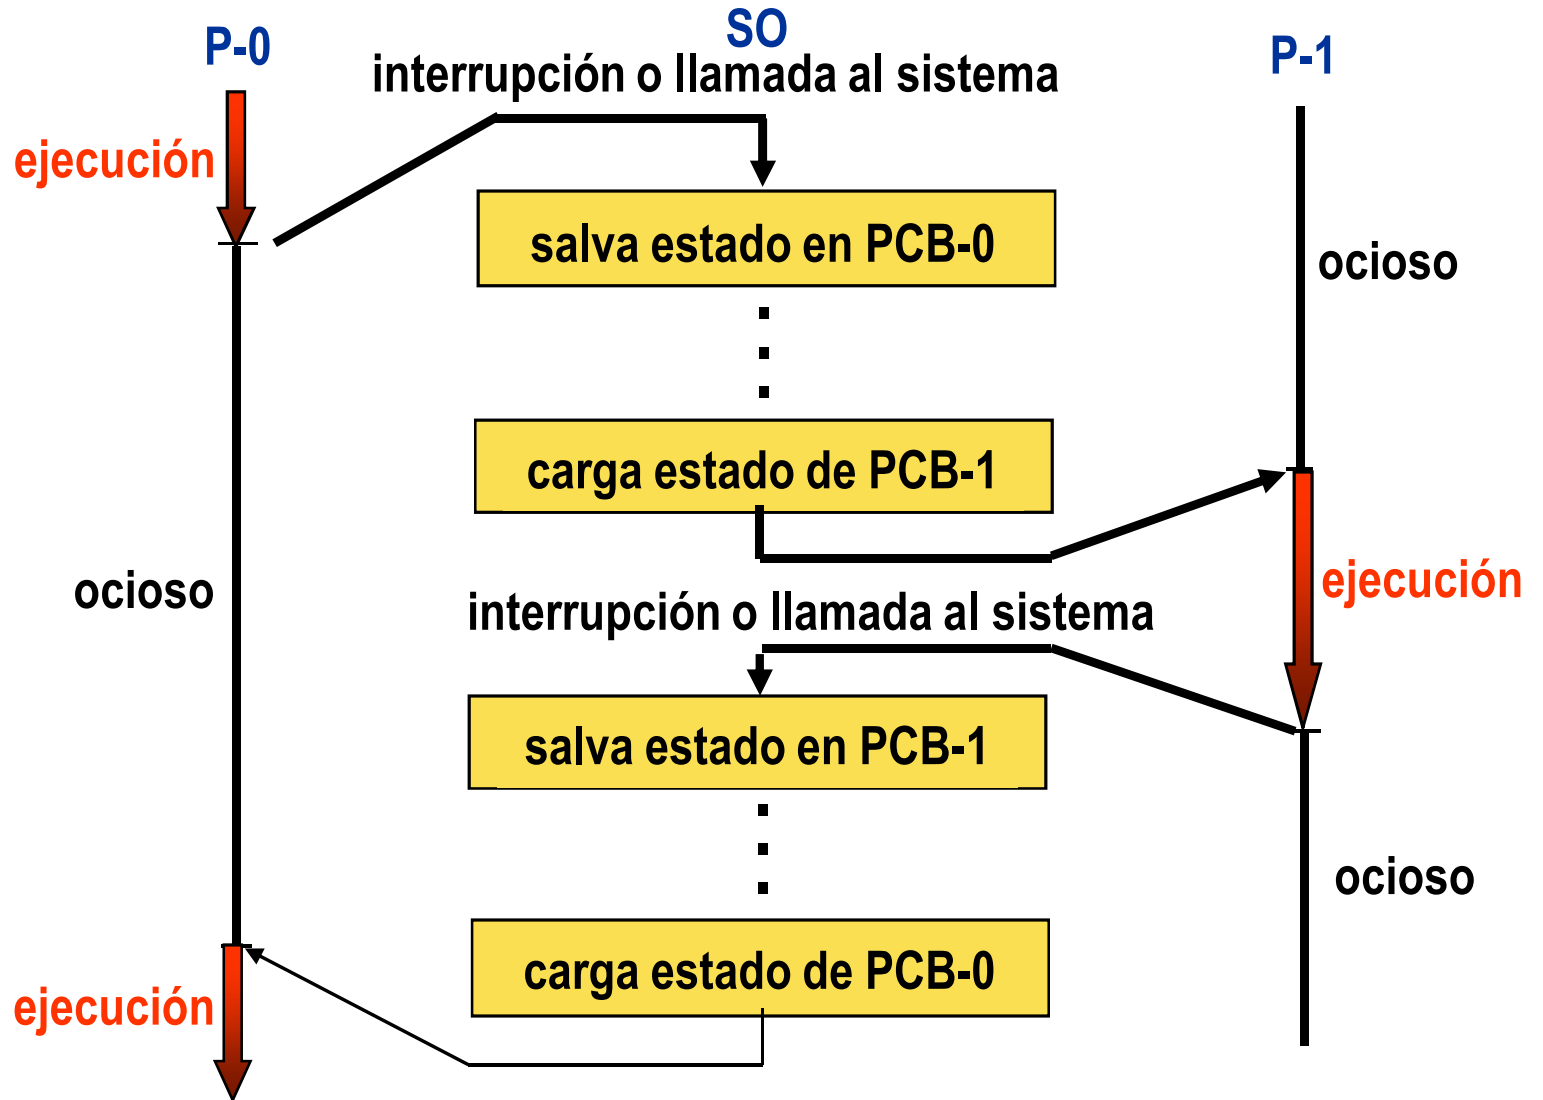 P-0
SO
P-1
interrupción o llamada al sistema
ejecución
salva estado en PCB-0
ocioso
carga estado de PCB-1
ocioso
ejecución
interrupción o llamada al sistema
salva estado en PCB-1
ocioso
carga estado de PCB-0
ejecución